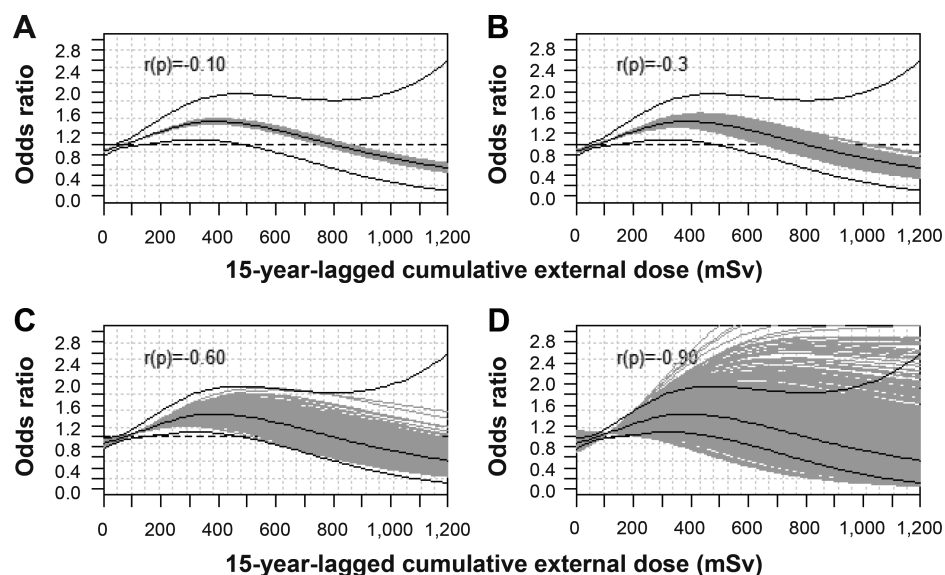 A
B
Odds ratio
2.8
2.4
2.0
1.6
1.2
0.8
0.4
0.0
r(p)=-0.10
0 200 400 600 800 1,000 1,200
Odds ratio
2.8
2.4
2.0
1.6
1.2
0.8
0.4
0.0
r(p)=-0.3
0 200 400 600 800 1,000 1,200
15-year-lagged cumulative external dose (mSv)
C
D
Odds ratio
2.8
2.4
2.0
1.6
1.2
0.8
0.4
0.0
r(p)=-0.60
0 200 400 600 800 1,000 1,200
Odds ratio
2.8
2.4
2.0
1.6
1.2
0.8
0.4
0.0
r(p)=-0.90
0 200 400 600 800 1,000 1,200
15-year-lagged cumulative external dose (mSv)